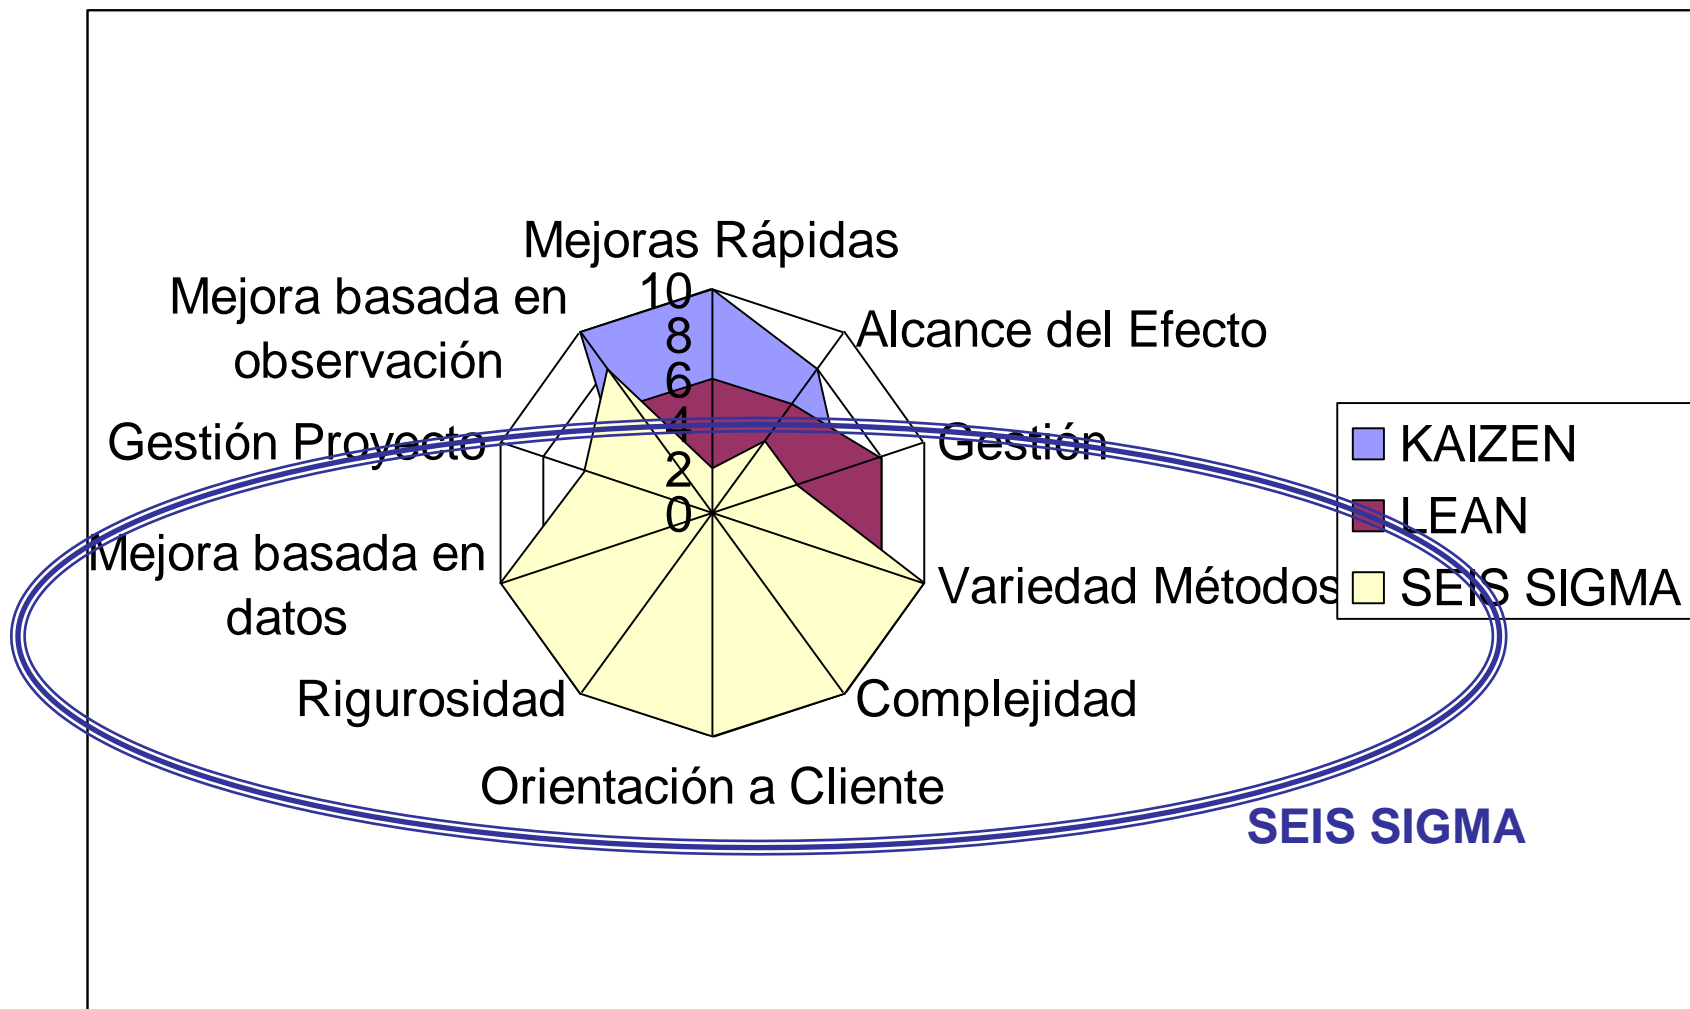 Mejoras Rápidas
Mejora basada en
observación
10
8
6
4
2
0
Alcance del Efecto
Gestión Proyecto
Gestión
Mejora basada en
datos
Variedad Métodos
Rigurosidad
Complejidad
Orientación a Cliente
KAIZEN
LEAN
SEIS SIGMA
SEIS SIGMA